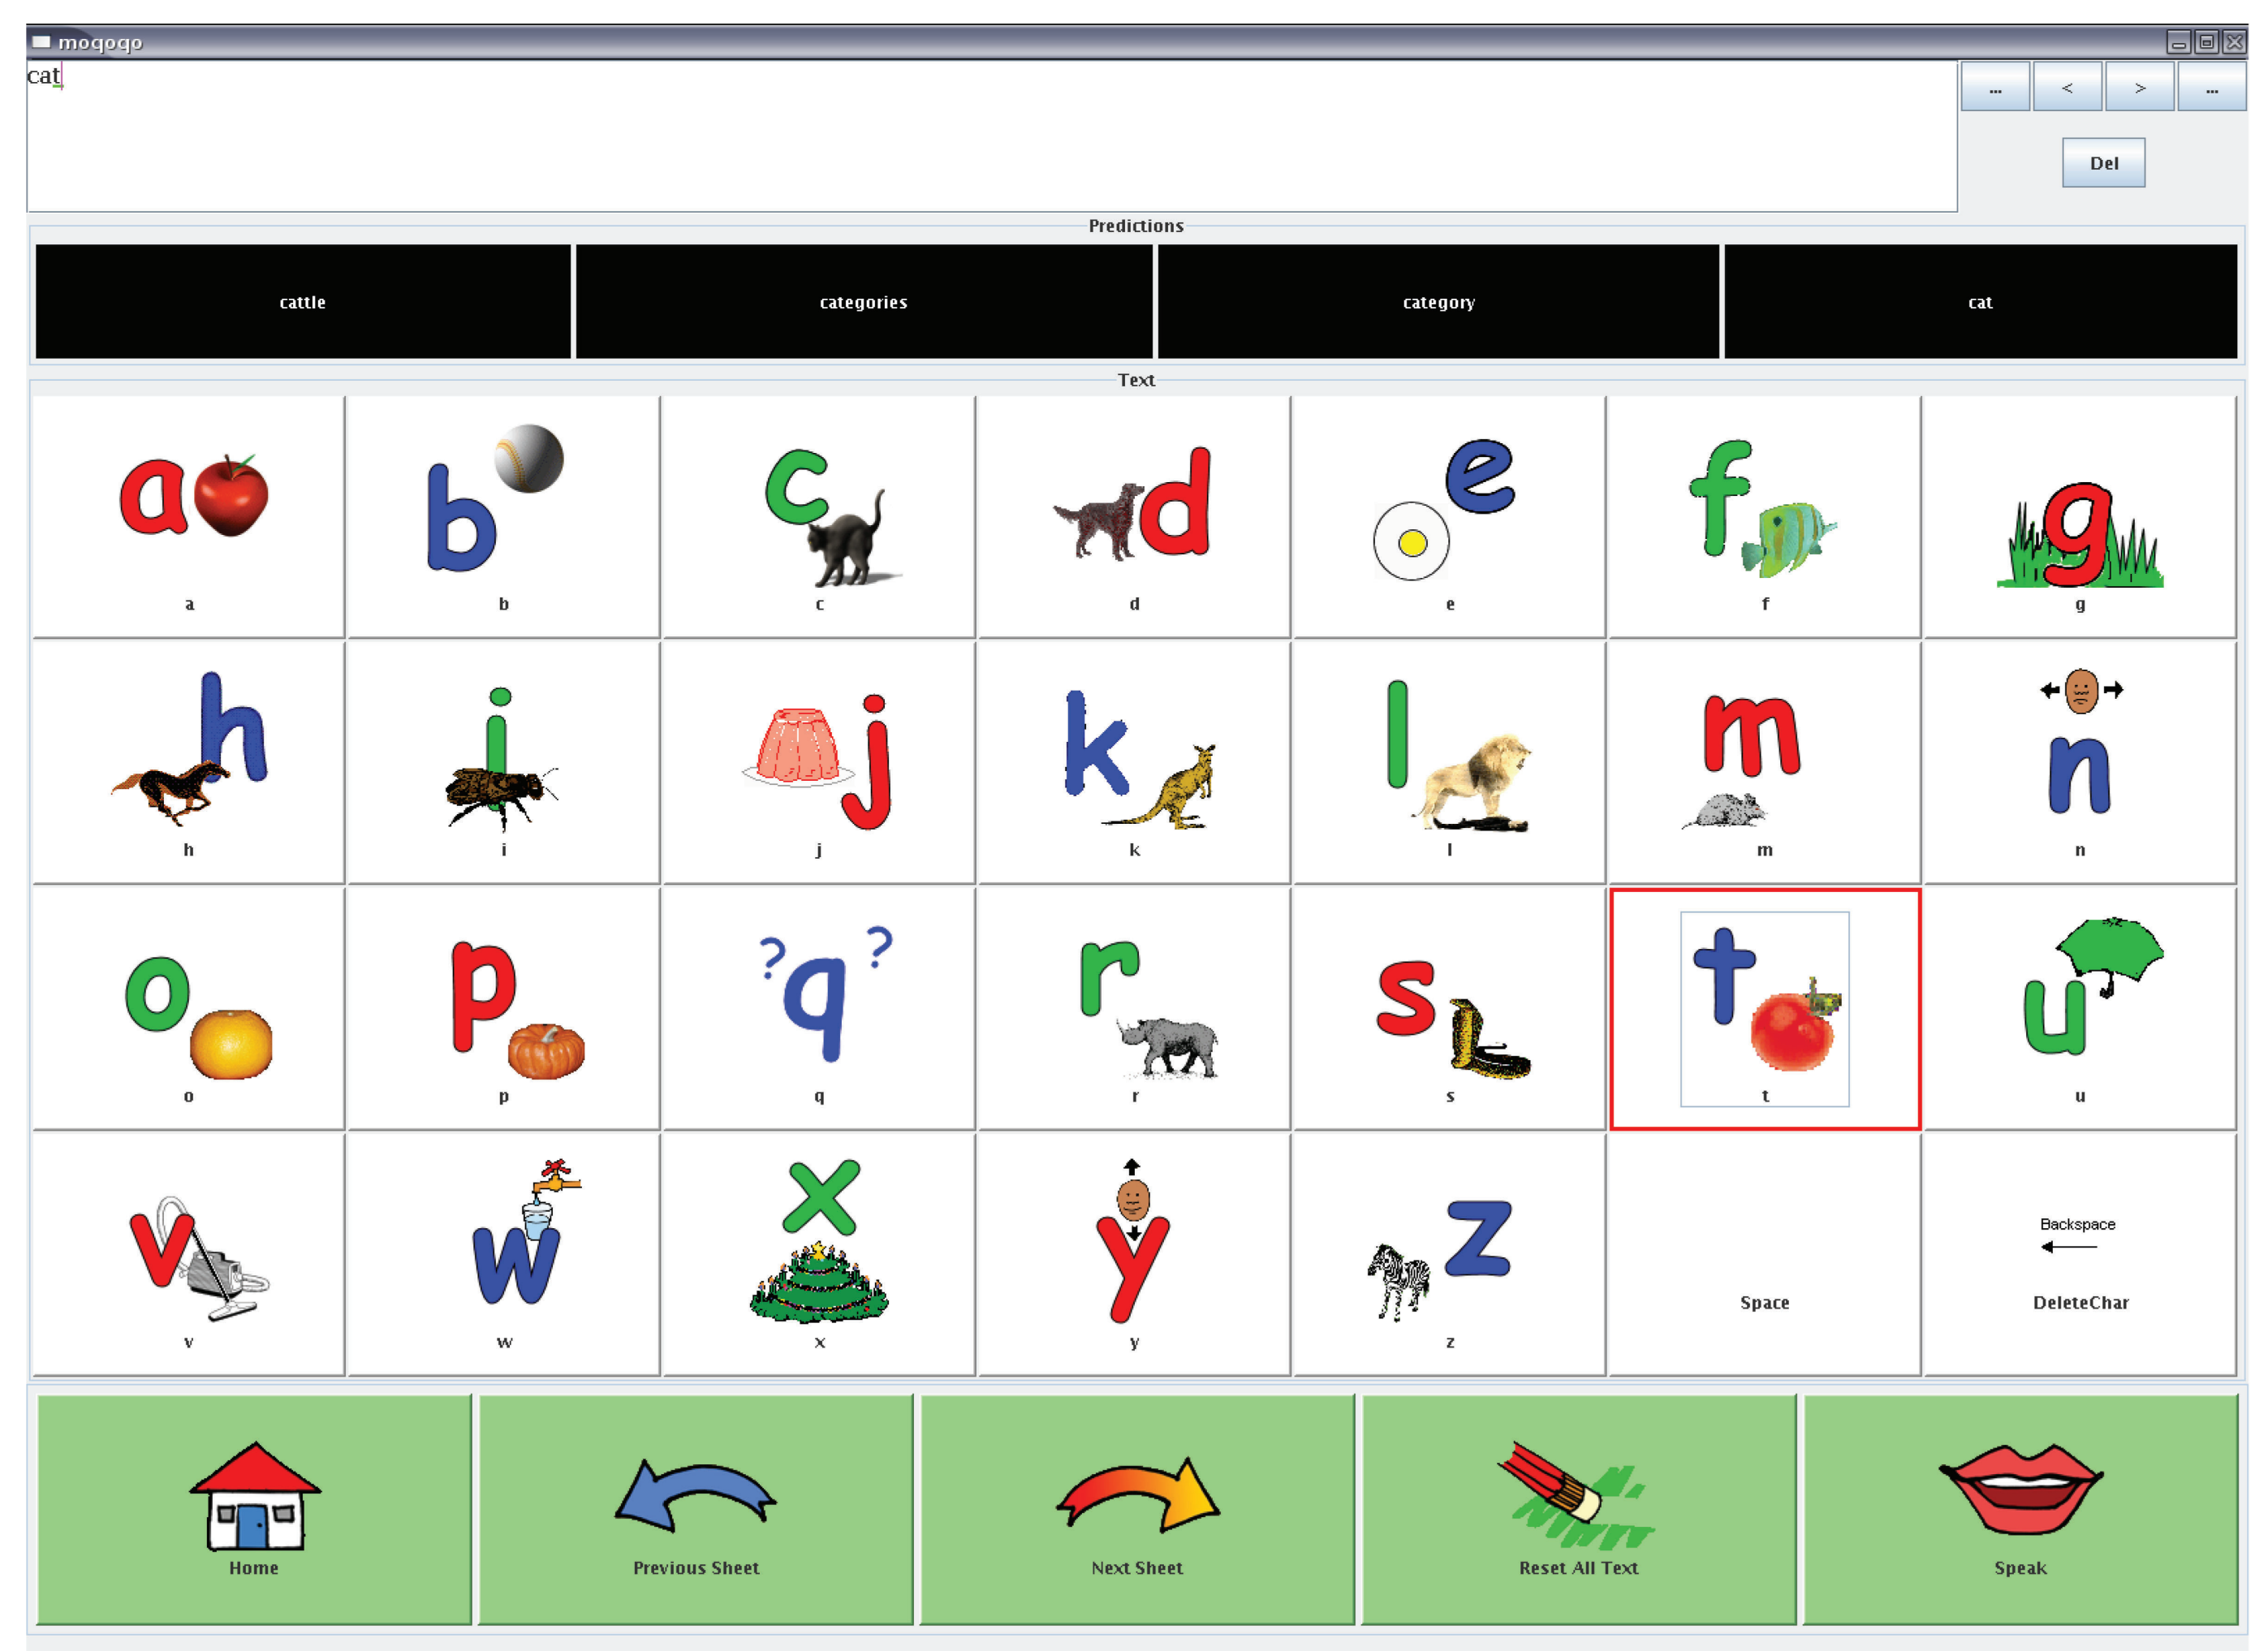 moqoqo
cat
... < > ...
Del
Predictions
cattle categories category cat
Text
a b c d e f g
a b c d e f g
h i j k l m n
h i j k l m n
o p ? q ? r s t u
o p q r s t u
v w x y z Backspace
Space DeleteChar
v w x y z
Home Previous Sheet Next Sheet Reset All Text Speak